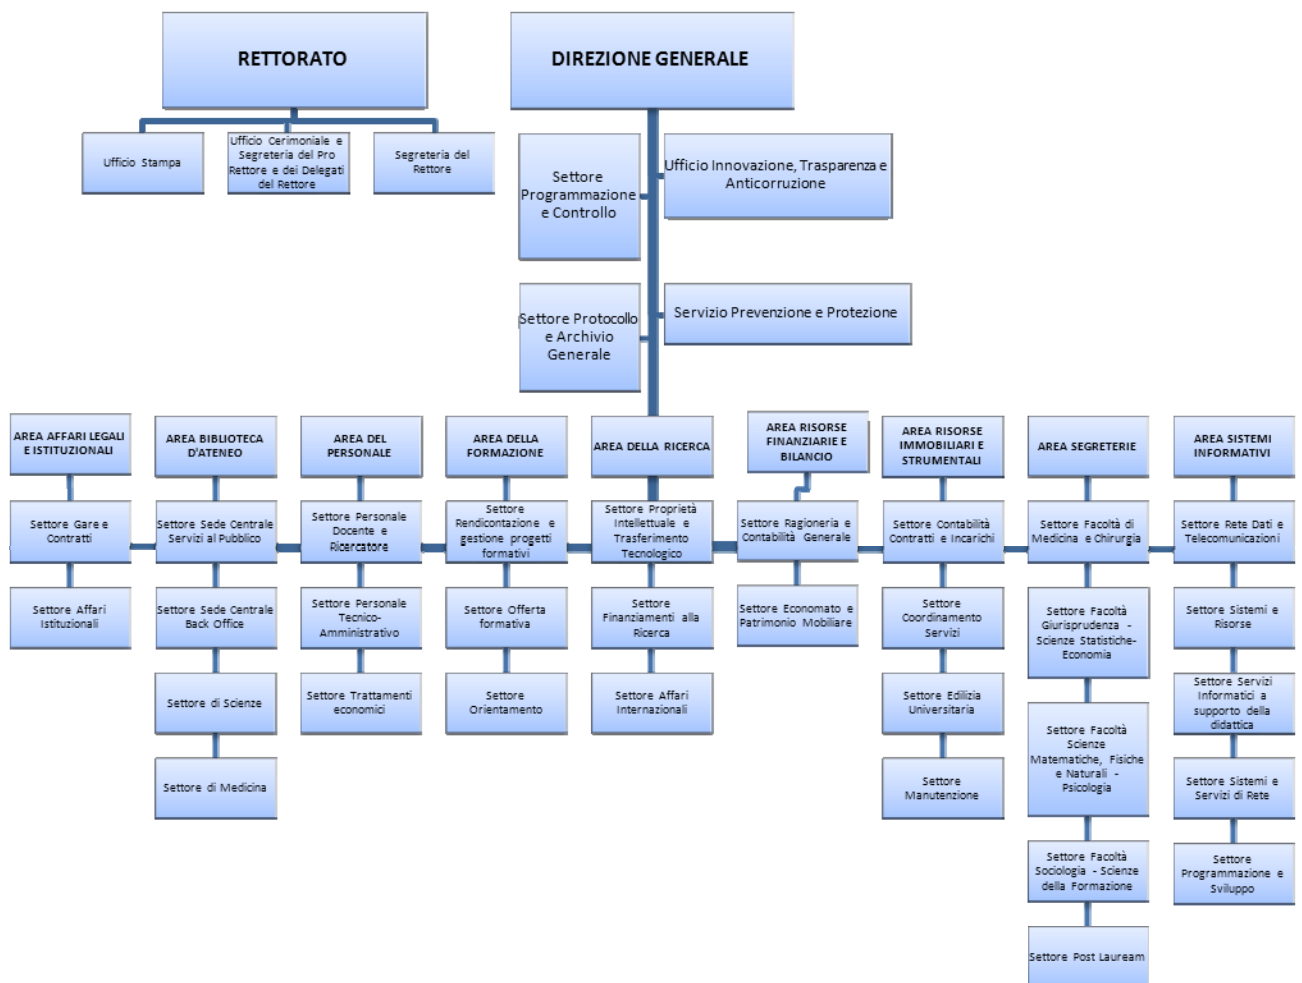 RETTORATO
DIREZIONE GENERALE
Ufficio Stampa
Ufficio Cerimoniale e
Segreteria del Pro
Rettore e dei Delegati
del Rettore
Segreteria del
Rettore
Settore
Programmazione
e Controllo
Ufficio Innovazione, Trasparenza e
Anticorruzione
Settore Protocollo
e Archivio
Generale
Servizio Prevenzione e Protezione
AREA AFFARI LEGALI
E ISTITUZIONALI
Settore Gare e
Contratti
Settore Affari
Istituzionali
AREA BIBLIOTECA
D'ATENEO
Settore Sede Centrale
Servizi al Pubblico
Settore Sede Centrale
Back Office
Settore di Scienze
Settore di Medicina
AREA DEL
PERSONALE
Settore Personale
Docente e
Ricercatore
Settore Personale
Tecnico-
Amministrativo
Settore Trattamenti
economici
AREA DELLA
FORMAZIONE
Settore
Rendicontazione e
gestione progetti
formativi
Settore Offerta
formativa
Settore
Orientamento
AREA DELLA RICERCA
Settore Proprietà
Intellettuale e
Trasferimento
Tecnologico
Settore
Finanziamenti alla
Ricerca
Settore Affari
Internazionali
AREA RISORSE
FINANZIARIE E
BILANCIO
Settore Ragioneria e
Contabilità Generale
Settore Economato e
Patrimonio Mobiliare
AREA RISORSE
IMMOBILIARI E
STRUMENTALI
Settore Contabilità
Contratti e Incarichi
Settore
Coordinamento
Servizi
Settore Edilizia
Universitaria
Settore
Manutenzione
AREA SEGRETERIE
Settore Facoltà di
Medicina e Chirurgia
Settore Facoltà
Giurisprudenza -
Scienze Statistiche-
Economia
Settore Facoltà
Scienze
Matematiche, Fisiche
e Naturali -
Psicologia
Settore Facoltà
Sociologia - Scienze
della Formazione
Settore Post Lauream
AREA SISTEMI
INFORMATIVI
Settore Rete Dati e
Telecomunicazioni
Settore Sistemi e
Risorse
Settore Servizi
Informatici a
supporto della
didattica
Settore Sistemi e
Servizi di Rete
Settore
Programmazione e
Sviluppo